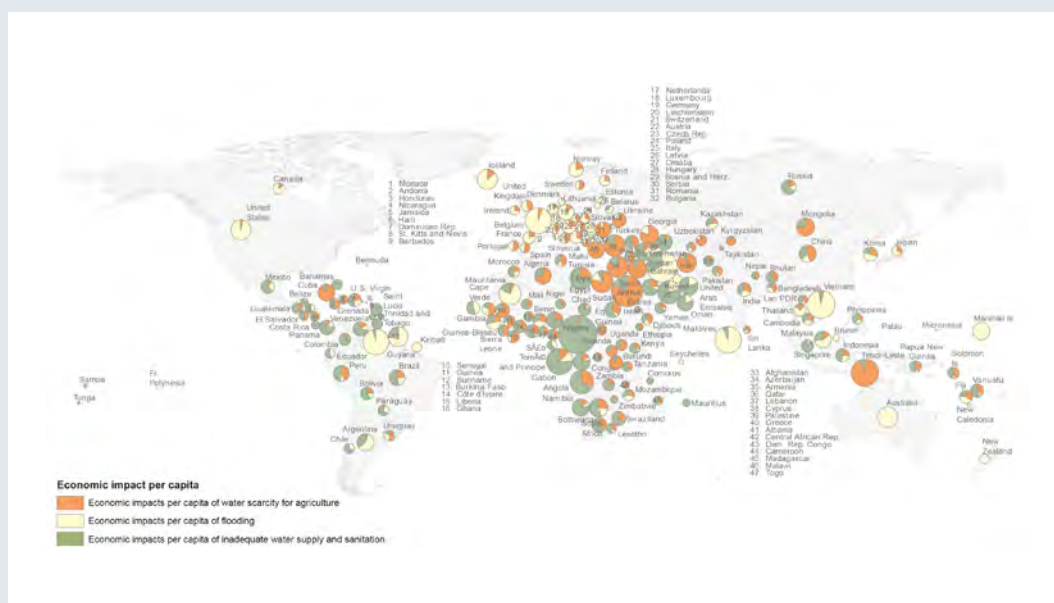 Canada
United
States
Mexico
Bahamas
Cuba
Belize
Guatemala
El Salvador
Costa Rica
Panama
Colombia
Ecuador
Peru
Bolivia
Paraguay
Argentina
Chile
Uruguay
Brazil
Guyana
Kiribati
Bermuda
U.S. Virgin
Is.
Saint
Lucia
Grenada
Trinidad and
Tobago
Venezuela
Samoa
Tonga
Fr.
Polynesia
1 Monaco
2 Andorra
3 Honduras
4 Nicaragua
5 Jamaica
6 Haiti
7 Dominican Rep.
8 St. Kitts and Nevis
9 Barbados
10 Senegal
11 Guinea
12 Suriname
13 Burkina Faso
14 Côte d'Ivoire
15 Liberia
16 Ghana
17 Netherlands
18 Luxembourg
19 Germany
20 Liechtenstein
21 Switzerland
22 Austria
23 Czech Rep.
24 Poland
25 Italy
26 Latvia
27 Croatia
28 Hungary
29 Bosnia and Herz.
30 Serbia
31 Romania
32 Bulgaria
Iceland
Norway
Finland
Sweden
United
Kingdom
Denmark
Estonia
Lithuania
Belarus
Ireland
Belgium
France
Portugal
Spain
Slovenia
Slovakia
Ukraine
Malta
Tunisia
Morocco
Algeria
Turkey
Georgia
Uzbekistan
Kazakhstan
Kyrgyzstan
Tajikistan
Russia
Mongolia
China
Korea
Japan
Mauritania
Cape
Verde
Mali
Niger
Chad
Sudan
Egypt
Gambia
Guinea-Bissau
Sierra
Leone
Benin
Nigeria
São
Tomé
and Principe
Gabon
Angola
Namibia
Botswana
South
Africa
Lesotho
Swaziland
Zimbabwe
Mozambique
Zambia
Congo
Burundi
Tanzania
Rwanda
Uganda
Kenya
Ethiopia
Djibouti
Eritrea
Yemen
Comoros
Seychelles
Mauritius
Maldives
Sri
Lanka
Bahrain
Kuwait
Pakistan
United
Arab
Emirates
Oman
Nepal
Bhutan
Bangladesh
India
Lao PDR
Vietnam
Thailand
Cambodia
Malaysia
Brunei
Singapore
Philippines
Palau
Micronesia
Marshall Is.
Indonesia
Timor-Leste
Papua New
Guinea
Solomon
Is.
Fiji
Vanuatu
New
Caledonia
Australia
New
Zealand
33 Afghanistan
34 Azerbaijan
35 Armenia
36 Qatar
37 Lebanon
38 Cyprus
39 Palestine
40 Greece
41 Albania
42 Central African Rep.
43 Dem. Rep. Congo
44 Cameroon
45 Madagascar
46 Malawi
47 Togo
Economic impact per capita
Economic impacts per capita of water scarcity for agriculture
Economic impacts per capita of flooding
Economic impacts per capita of inadequate water supply and sanitation